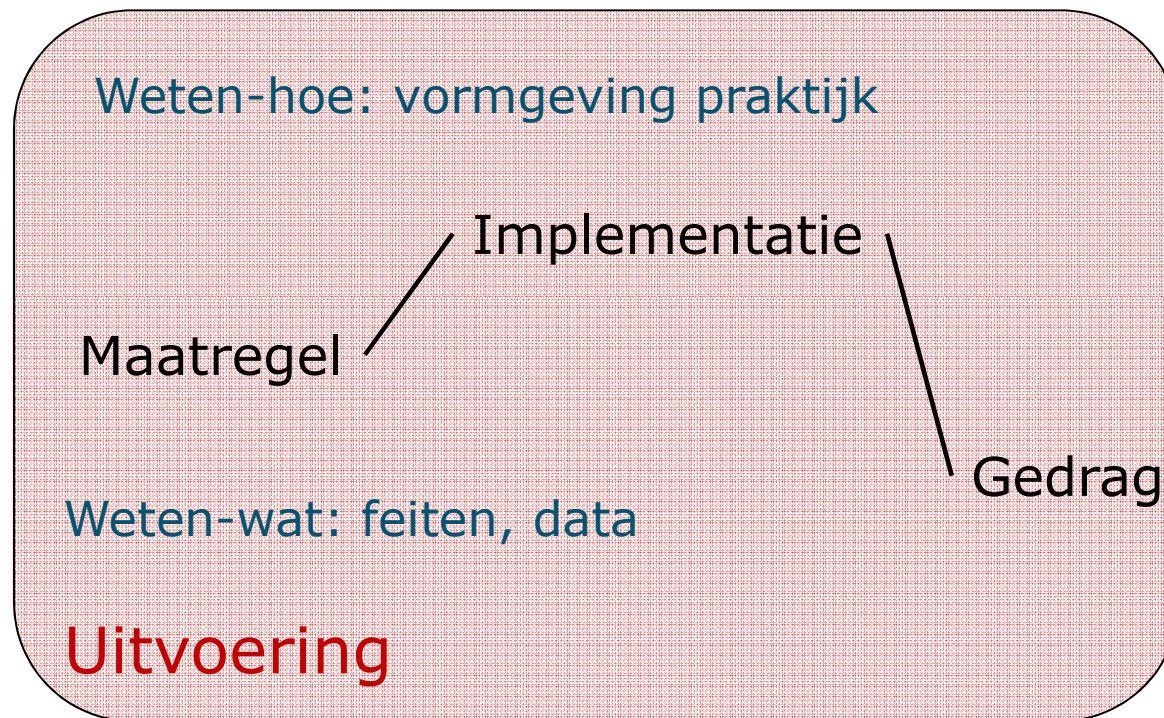 Weten-hoe: vormgeving praktijk
Implementatie
Maatregel
Gedrag
Weten-wat: feiten, data
Uitvoering